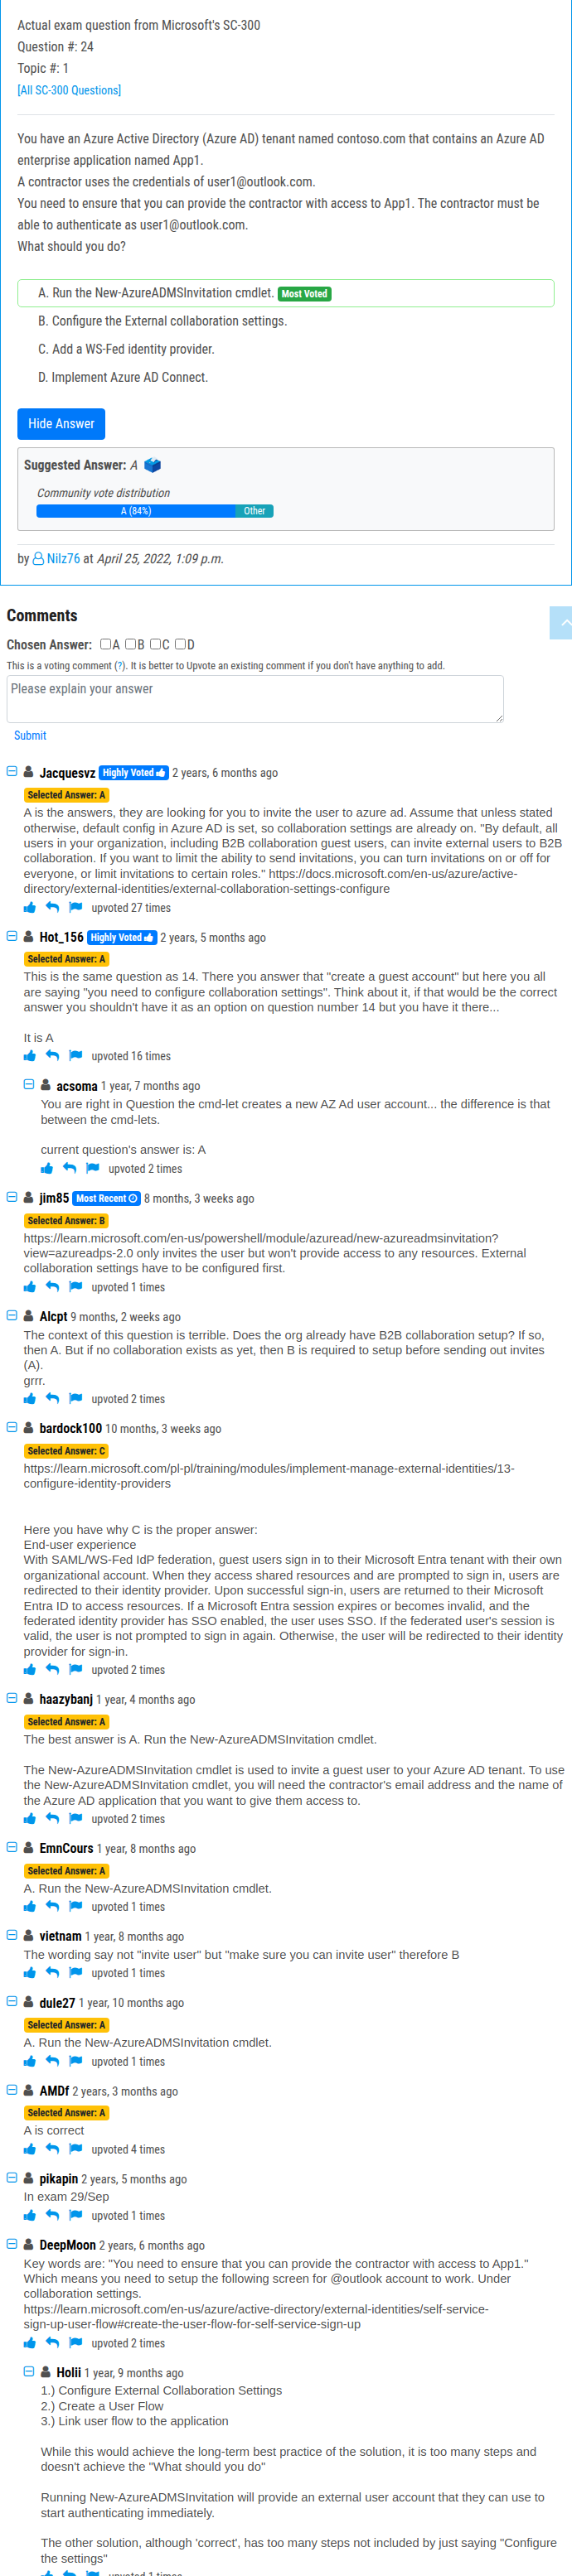 Actual exam question from Microsoft's SC-300
Question #: 24
Topic #: 1
[All SC-300 Questions]
You have an Azure Active Directory (Azure AD) tenant named contoso.com that contains an Azure AD
enterprise application named App1.
A contractor uses the credentials of user1@outlook.com.
You need to ensure that you can provide the contractor with access to App1. The contractor must be
able to authenticate as user1@outlook.com.
What should you do?
A. Run the New-AzureADMSInvitation cmdlet. Most Voted
B. Configure the External collaboration settings.
C. Add a WS-Fed identity provider.
D. Implement Azure AD Connect.
Hide Answer
Suggested Answer: A
Community vote distribution
A (84%) Other
by Nilz76 at April 25, 2022, 1:09 p.m.
Comments
Chosen Answer: A B C D
This is a voting comment (?). It is better to Upvote an existing comment if you don't have anything to add.
Please explain your answer
Submit
Jacquesvz Highly Voted 2 years, 6 months ago
Selected Answer: A
A is the answers, they are looking for you to invite the user to azure ad. Assume that unless stated
otherwise, default config in Azure AD is set, so collaboration settings are already on. "By default, all
users in your organization, including B2B collaboration guest users, can invite external users to B2B
collaboration. If you want to limit the ability to send invitations, you can turn invitations on or off for
everyone, or limit invitations to certain roles." https://docs.microsoft.com/en-us/azure/active-
directory/external-identities/external-collaboration-settings-configure
upvoted 27 times
Hot_156 Highly Voted 2 years, 5 months ago
Selected Answer: A
This is the same question as 14. There you answer that "create a guest account" but here you all
are saying "you need to configure collaboration settings". Think about it, if that would be the correct
answer you shouldn't have it as an option on question number 14 but you have it there...
It is A
upvoted 16 times
acsoma 1 year, 7 months ago
You are right in Question the cmd-let creates a new AZ Ad user account... the difference is that
between the cmd-lets.
current question's answer is: A
upvoted 2 times
jim85 Most Recent 8 months, 3 weeks ago
Selected Answer: B
https://learn.microsoft.com/en-us/powershell/module/azuread/new-azureadmsinvitation?
view=azureadps-2.0 only invites the user but won't provide access to any resources. External
collaboration settings have to be configured first.
upvoted 1 times
Alcpt 9 months, 2 weeks ago
The context of this question is terrible. Does the org already have B2B collaboration setup? If so,
then A. But if no collaboration exists as yet, then B is required to setup before sending out invites
(A).
grrr.
upvoted 2 times
bardock100 10 months, 3 weeks ago
Selected Answer: C
https://learn.microsoft.com/pl-pl/training/modules/implement-manage-external-identities/13-
configure-identity-providers
Here you have why C is the proper answer:
End-user experience
With SAML/WS-Fed IdP federation, guest users sign in to their Microsoft Entra tenant with their own
organizational account. When they access shared resources and are prompted to sign in, users are
redirected to their identity provider. Upon successful sign-in, users are returned to their Microsoft
Entra ID to access resources. If a Microsoft Entra session expires or becomes invalid, and the
federated identity provider has SSO enabled, the user uses SSO. If the federated user's session is
valid, the user is not prompted to sign in again. Otherwise, the user will be redirected to their identity
provider for sign-in.
upvoted 2 times
haazybanj 1 year, 4 months ago
Selected Answer: A
The best answer is A. Run the New-AzureADMSInvitation cmdlet.
The New-AzureADMSInvitation cmdlet is used to invite a guest user to your Azure AD tenant. To use
the New-AzureADMSInvitation cmdlet, you will need the contractor's email address and the name of
the Azure AD application that you want to give them access to.
upvoted 2 times
EmnCours 1 year, 8 months ago
Selected Answer: A
A. Run the New-AzureADMSInvitation cmdlet.
upvoted 1 times
vietnam 1 year, 8 months ago
The wording say not "invite user" but "make sure you can invite user" therefore B
upvoted 1 times
dule27 1 year, 10 months ago
Selected Answer: A
A. Run the New-AzureADMSInvitation cmdlet.
upvoted 1 times
AMDf 2 years, 3 months ago
Selected Answer: A
A is correct
upvoted 4 times
pikapin 2 years, 5 months ago
In exam 29/Sep
upvoted 1 times
DeepMoon 2 years, 6 months ago
Key words are: "You need to ensure that you can provide the contractor with access to App1."
Which means you need to setup the following screen for @outlook account to work. Under
collaboration settings.
https://learn.microsoft.com/en-us/azure/active-directory/external-identities/self-service-
sign-up-user-flow#create-the-user-flow-for-self-service-sign-up
upvoted 2 times
Holii 1 year, 9 months ago
1.) Configure External Collaboration Settings
2.) Create a User Flow
3.) Link user flow to the application
While this would achieve the long-term best practice of the solution, it is too many steps and
doesn't achieve the "What should you do"
Running New-AzureADMSInvitation will provide an external user account that they can use to
start authenticating immediately.
The other solution, although 'correct', has too many steps not included by just saying "Configure
the settings"
upvoted 1 times